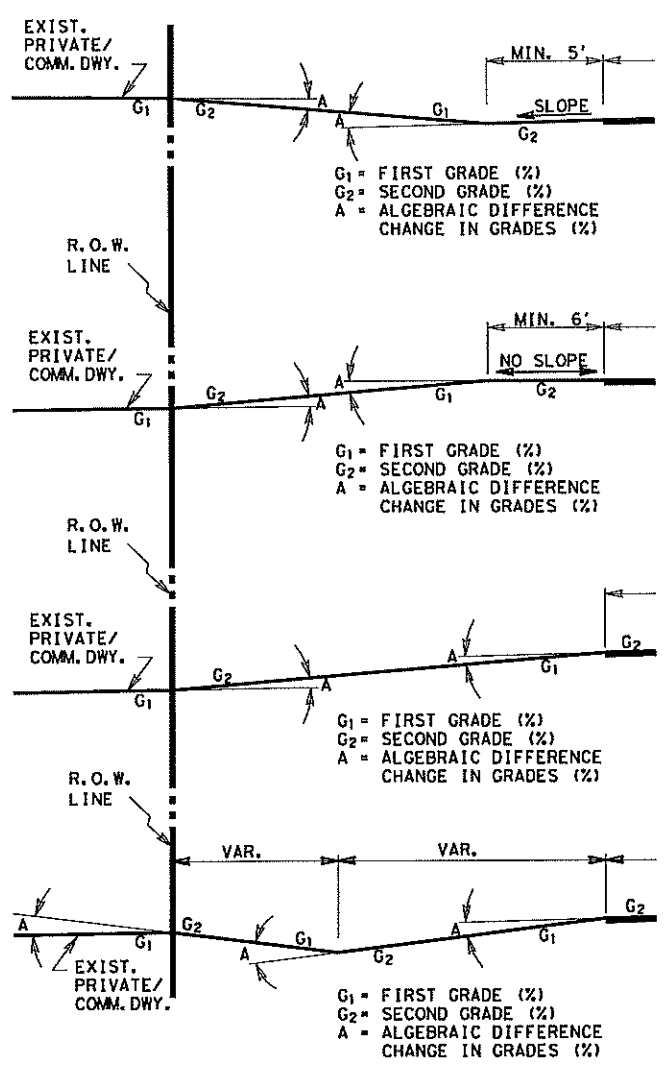 EXIST.
PRIVATE/
COMM. DWY.
MIN. 5'
G1
G2
A
A
G1
SLOPE
G2
G1 = FIRST GRADE (%)
G2 = SECOND GRADE (%)
A = ALGEBRAIC DIFFERENCE
CHANGE IN GRADES (%)
R.O.W.
LINE
EXIST.
PRIVATE/
COMM. DWY.
MIN. 6'
NO SLOPE
G1
G2
A
A
G1
G2
G1 = FIRST GRADE (%)
G2 = SECOND GRADE (%)
A = ALGEBRAIC DIFFERENCE
CHANGE IN GRADES (%)
R.O.W.
LINE
EXIST.
PRIVATE/
COMM. DWY.
G1
G2
A
A
G1
G2
G1 = FIRST GRADE (%)
G2 = SECOND GRADE (%)
A = ALGEBRAIC DIFFERENCE
CHANGE IN GRADES (%)
R.O.W.
LINE
VAR.
VAR.
A
G1
G2
A
G1
G2
A
G1
G2
EXIST.
PRIVATE/
COMM. DWY.
G1 = FIRST GRADE (%)
G2 = SECOND GRADE (%)
A = ALGEBRAIC DIFFERENCE
CHANGE IN GRADES (%)